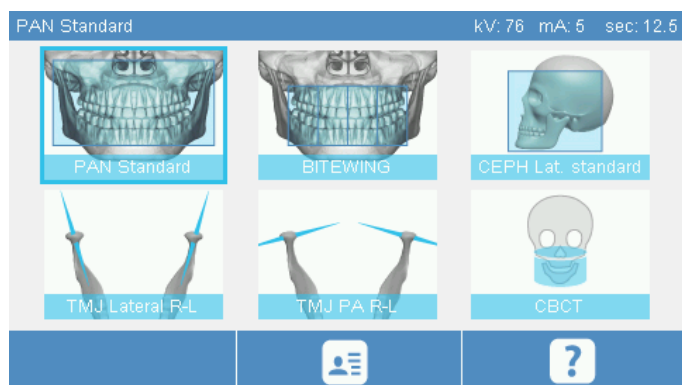 PAN Standard kV: 76 mA: 5 sec: 12.5
PAN Standard
BITEWING
CEPH Lat. standard
TMJ Lateral R-L
TMJ PA R-L
CBCT
?